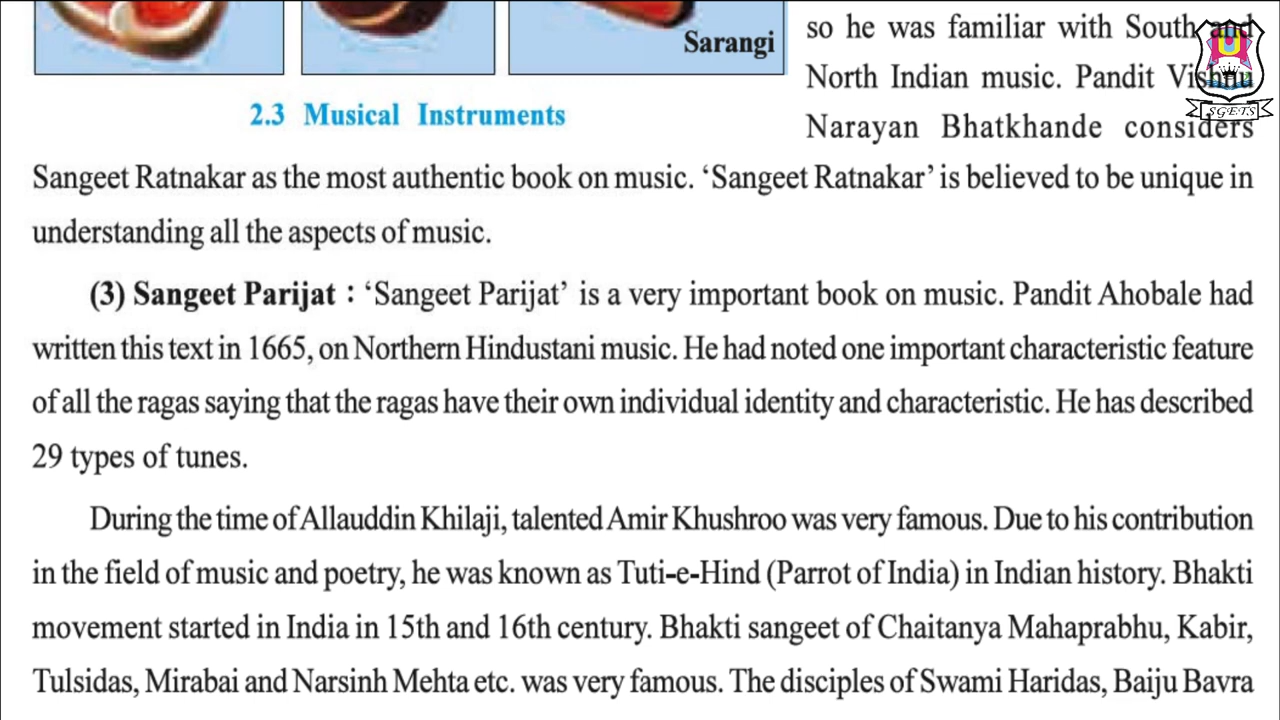 Sarangi
2.3 Musical Instruments
so he was familiar with South and
North Indian music. Pandit Vishnu
Narayan Bhatkhande considers
SGETS
Sangeet Ratnakar as the most authentic book on music. ‘Sangeet Ratnakar’ is believed to be unique in
understanding all the aspects of music.
(3) Sangeet Parijat : ‘Sangeet Parijat’ is a very important book on music. Pandit Ahobale had
written this text in 1665, on Northern Hindustani music. He had noted one important characteristic feature
of all the ragas saying that the ragas have their own individual identity and characteristic. He has described
29 types of tunes.
During the time of Allauddin Khilaji, talented Amir Khushroo was very famous. Due to his contribution
in the field of music and poetry, he was known as Tuti-e-Hind (Parrot of India) in Indian history. Bhakti
movement started in India in 15th and 16th century. Bhakti sangeet of Chaitanya Mahaprabhu, Kabir,
Tulsidas, Mirabai and Narsinh Mehta etc. was very famous. The disciples of Swami Haridas, Baiju Bavra